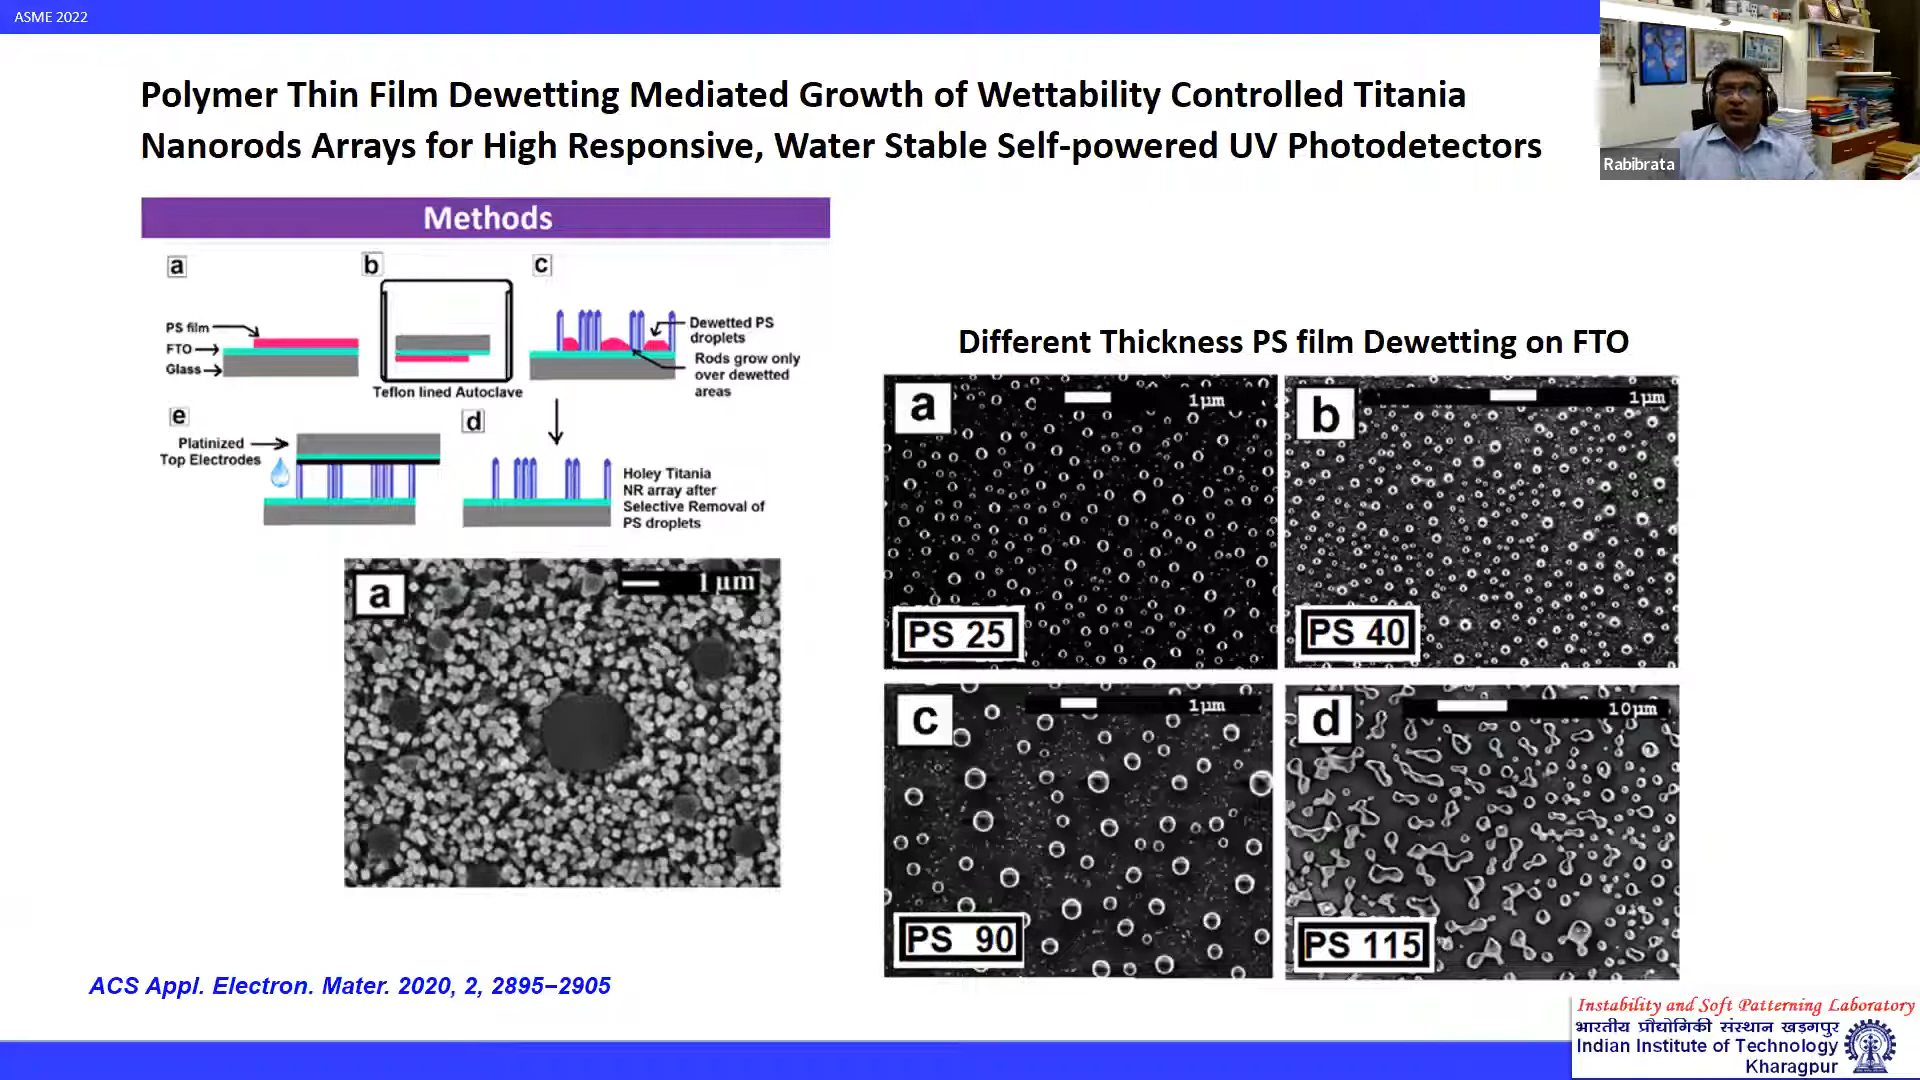 ASME 2022
Polymer Thin Film Dewetting Mediated Growth of Wettability Controlled Titania
Nanorods Arrays for High Responsive, Water Stable Self-powered UV Photodetectors
Rabibrata
Methods
a
b
c
PS film
FTO
Glass
Teflon lined Autoclave
Dewetted PS
droplets
Rods grow only
over dewetted
areas
e
Platinized
Top Electrodes
d
Holey Titania
NR array after
Selective Removal of
PS droplets
a
1 μm
Different Thickness PS film Dewetting on FTO
a
1μm
PS 25
b
1μm
PS 40
c
1μm
PS 90
d
10μm
PS 115
ACS Appl. Electron. Mater. 2020, 2, 2895−2905
Instability and Soft Patterning Laboratory
भारतीय प्रौद्योगिकी संस्थान खड़गपुर
Indian Institute of Technology
Kharagpur